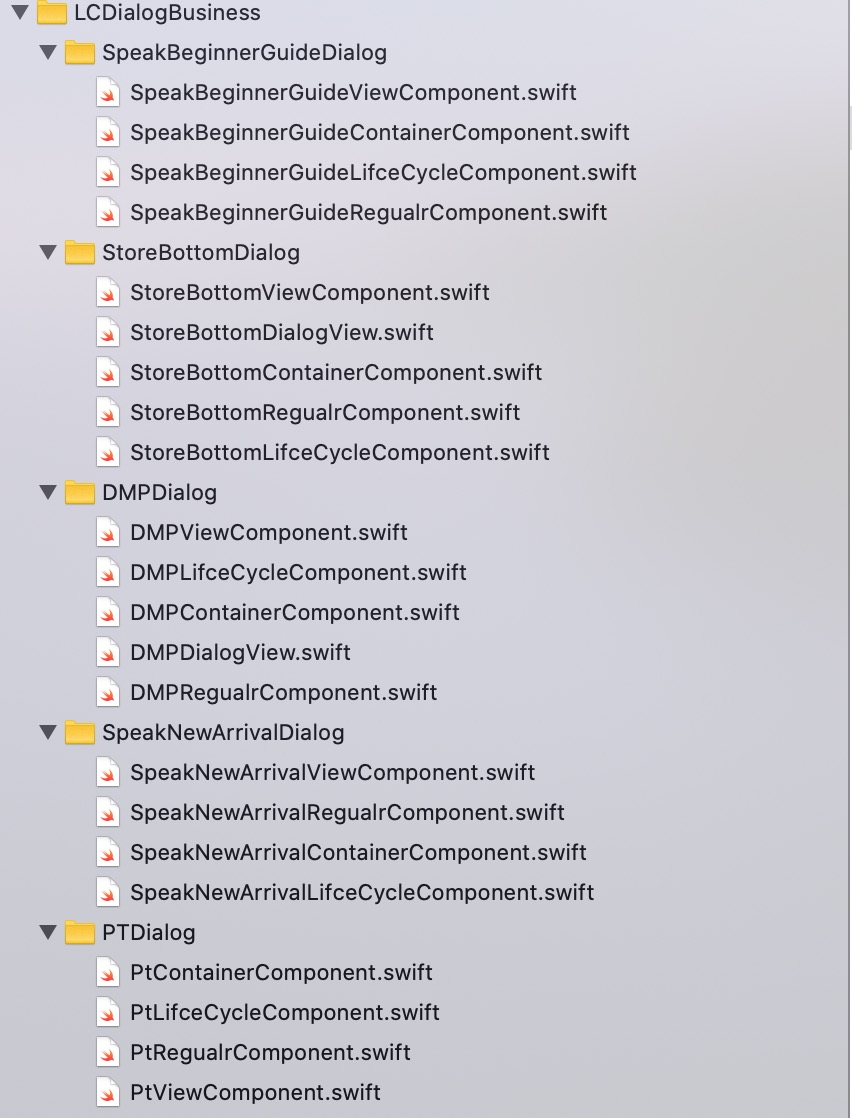 LCDialogBusiness
SpeakBeginnerGuideDialog
SpeakBeginnerGuideViewComponent.swift
SpeakBeginnerGuideContainerComponent.swift
SpeakBeginnerGuideLifceCycleComponent.swift
SpeakBeginnerGuideRegualrComponent.swift
StoreBottomDialog
StoreBottomViewComponent.swift
StoreBottomDialogView.swift
StoreBottomContainerComponent.swift
StoreBottomRegualrComponent.swift
StoreBottomLifceCycleComponent.swift
DMPDialog
DMPViewComponent.swift
DMPLifceCycleComponent.swift
DMPContainerComponent.swift
DMPDialogView.swift
DMPRegualrComponent.swift
SpeakNewArrivalDialog
SpeakNewArrivalViewComponent.swift
SpeakNewArrivalRegualrComponent.swift
SpeakNewArrivalContainerComponent.swift
SpeakNewArrivalLifceCycleComponent.swift
PTDialog
PtContainerComponent.swift
PtLifceCycleComponent.swift
PtRegualrComponent.swift
PtViewComponent.swift